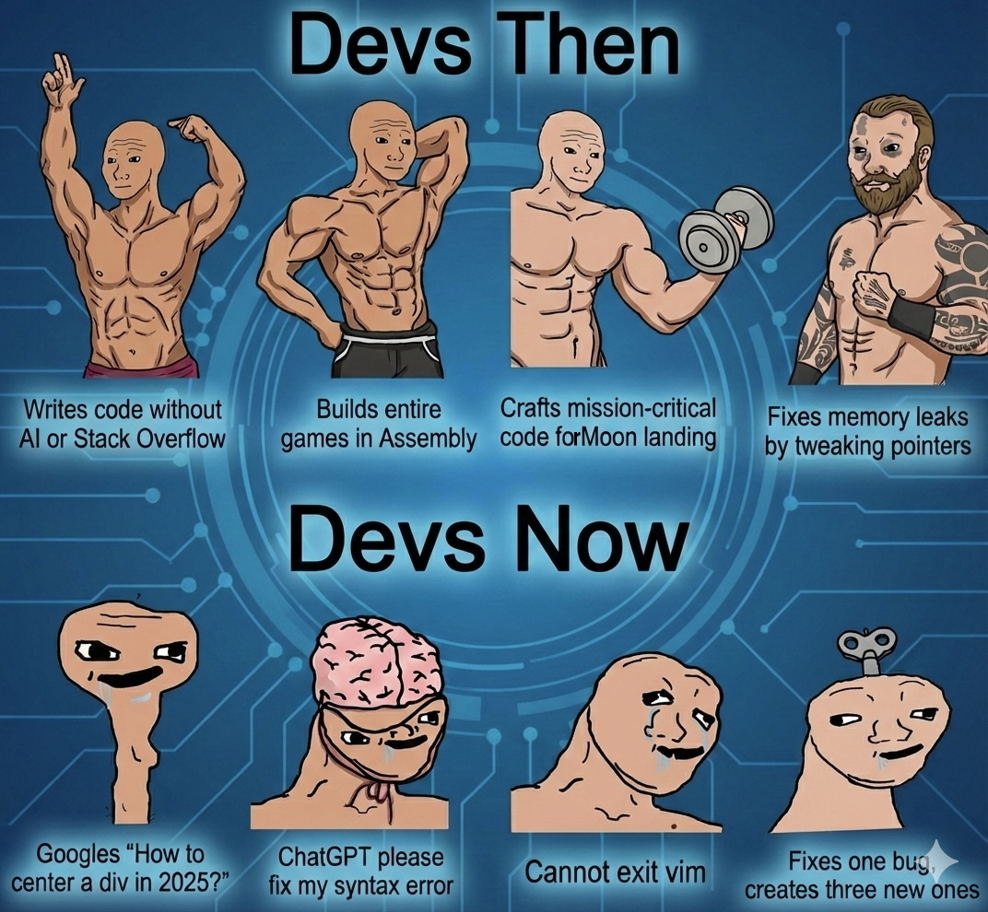 Devs Then
Writes code without
AI or Stack Overflow
Builds entire
games in Assembly
Crafts mission-critical
code forMoon landing
Fixes memory leaks
by tweaking pointers
Devs Now
Googles “How to
center a div in 2025?”
ChatGPT please
fix my syntax error
Cannot exit vim
Fixes one bug,
creates three new ones